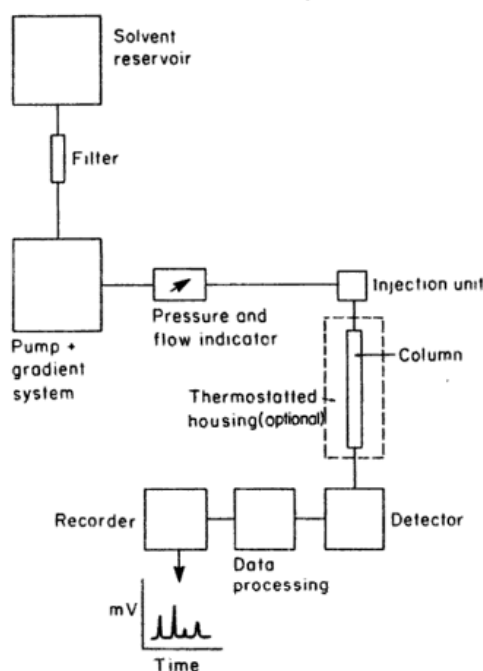 Solvent
reservoir
Filter
Pump +
gradient
system
Pressure and
flow indicator
Injection unit
Column
Thermostatted
housing(optional)
Recorder
Data
processing
Detector
mV
Time